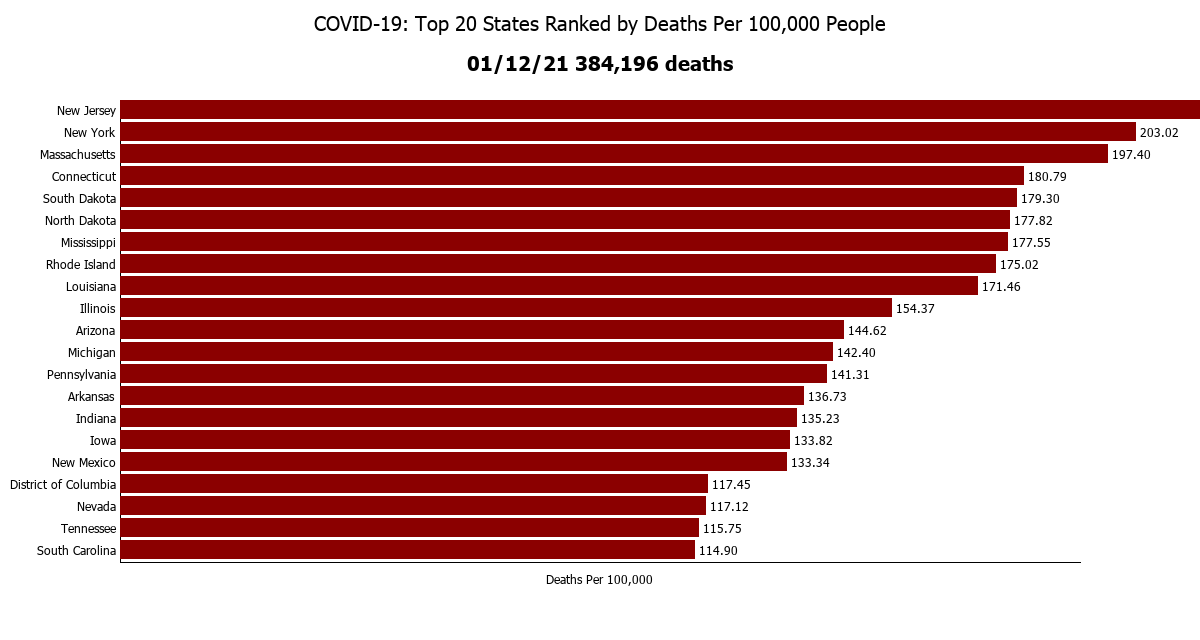 COVID-19: Top 20 States Ranked by Deaths Per 100,000 People
01/12/21 384,196 deaths
New Jersey
New York 203.02
Massachusetts 197.40
Connecticut 180.79
South Dakota 179.30
North Dakota 177.82
Mississippi 177.55
Rhode Island 175.02
Louisiana 171.46
Illinois 154.37
Arizona 144.62
Michigan 142.40
Pennsylvania 141.31
Arkansas 136.73
Indiana 135.23
Iowa 133.82
New Mexico 133.34
District of Columbia 117.45
Nevada 117.12
Tennessee 115.75
South Carolina 114.90
Deaths Per 100,000